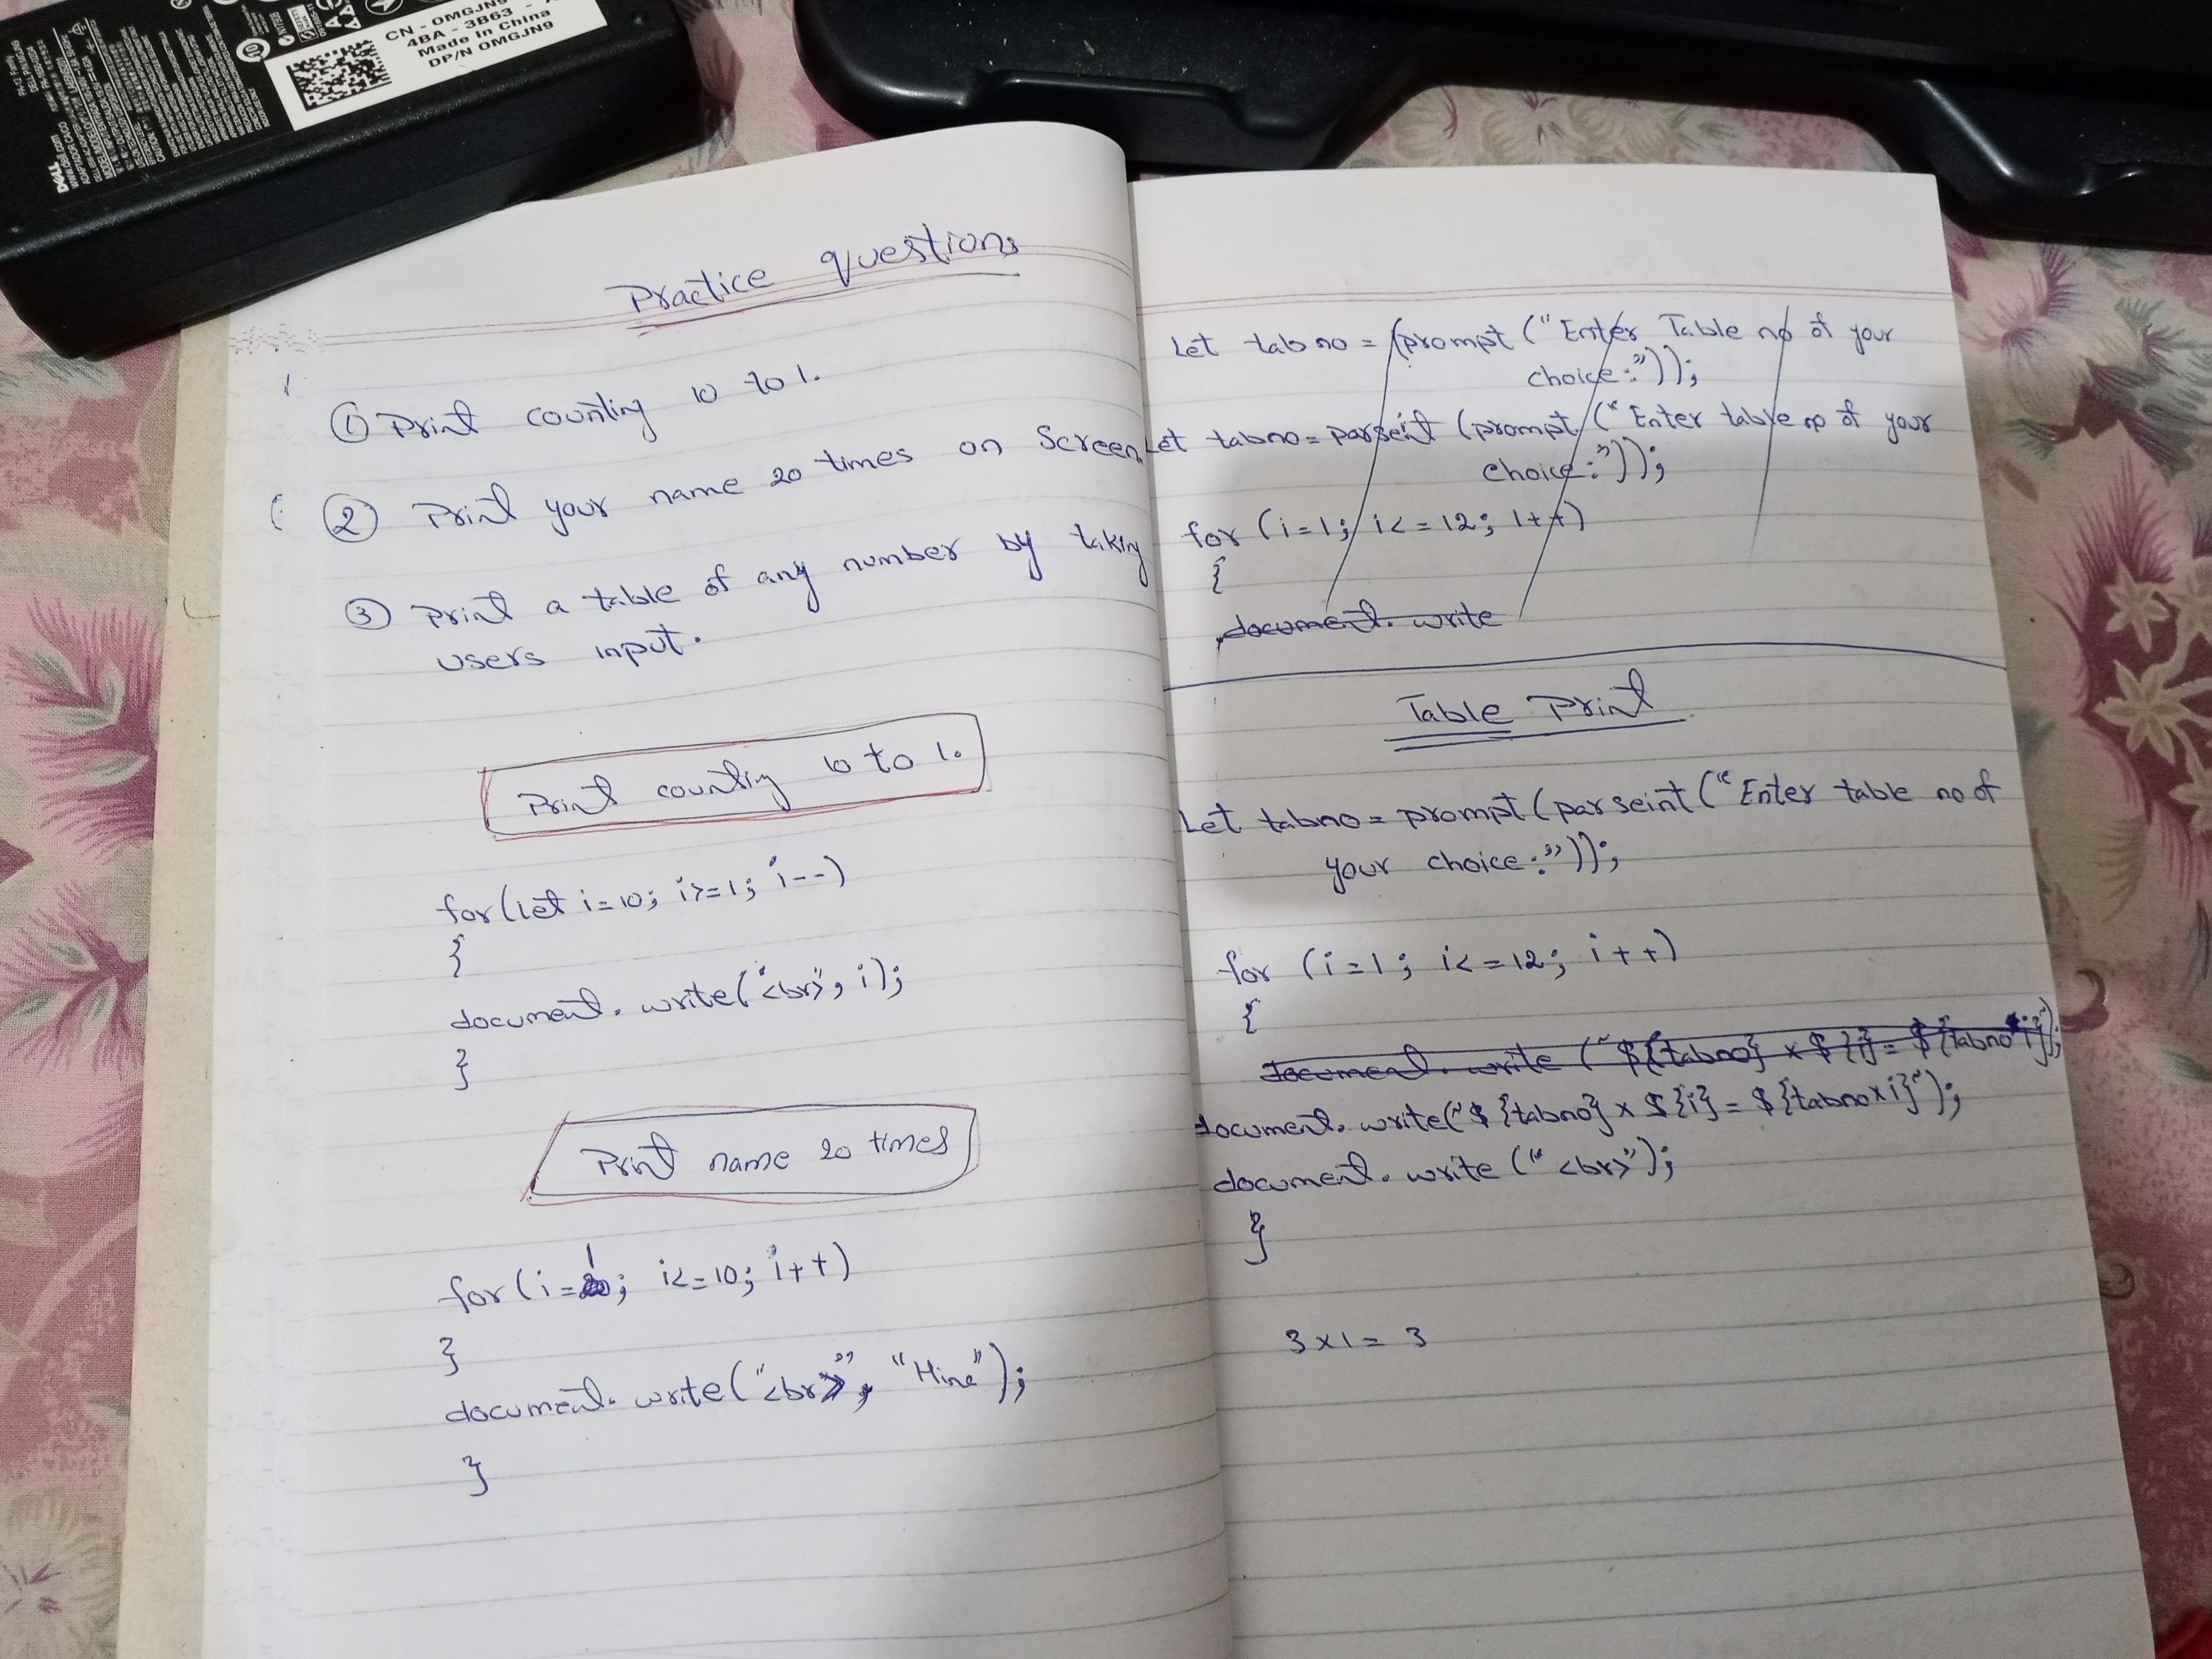 CN - 0MGJN9
4BA - 3B63 -
Made in China
DP/N 0MGJN9
DELL
Practice questions
① Print counting 10 to 1.
② Print your name 20 times on Screen
③ Print a table of any number by taking
users input.
Print counting 10 to 1.
for(let i=10; i>=1; i--)
{
document. write("<br>, i);
}
Print name 20 times
for(i=1; i<=10; i++)
}
document. write("<br>", "Hina");
}
Let tabno = (prompt ("Enter Table no of your
choice:"));
Let tabno= parseint (prompt ("Enter table no of your
choice:"));
for (i=1; i<=12; 1++)
{
document. write
Table Print
Let tabno= prompt (parseint ("Enter table no of
your choice:"));
for (i=1; i<=12; i++)
{
document. write (`${tabno} x ${i}= ${tabno*i}`);
document. write(`${tabno} x ${i} = ${tabno*i}`);
document. write ("<br>");
}
3 x 1 = 3